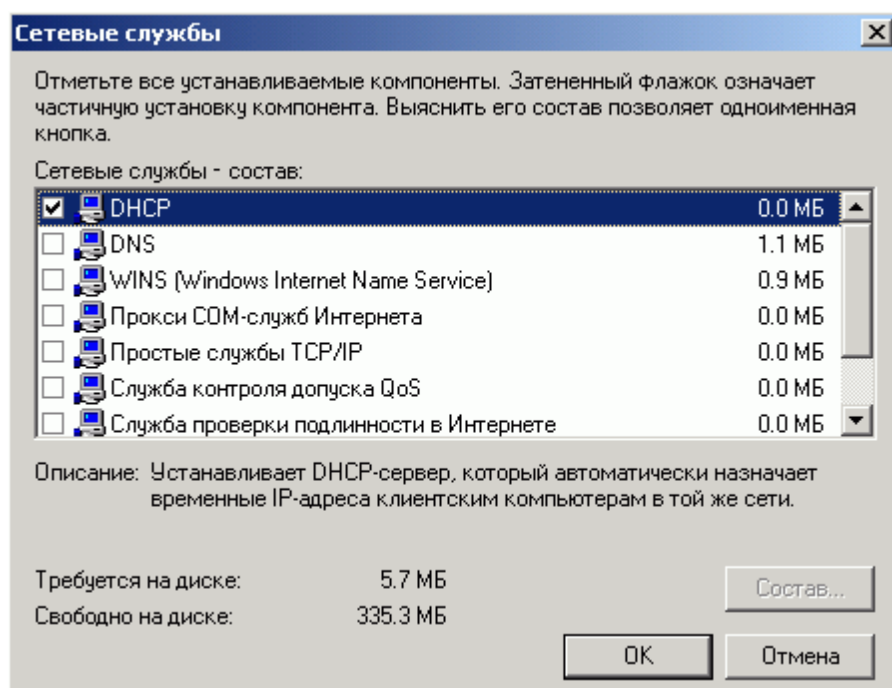 Сетевые службы
Отметьте все устанавливаемые компоненты. Затененный флажок означает
частичную установку компонента. Выяснить его состав позволяет одноименная
кнопка.
Сетевые службы - состав:
DHCP 0.0 МБ
DNS 1.1 МБ
WINS (Windows Internet Name Service) 0.9 МБ
Прокси COM-служб Интернета 0.0 МБ
Простые службы TCP/IP 0.0 МБ
Служба контроля допуска QoS 0.0 МБ
Служба проверки подлинности в Интернете 0.0 МБ
Описание: Устанавливает DHCP-сервер, который автоматически назначает
временные IP-адреса клиентским компьютерам в той же сети.
Требуется на диске: 5.7 МБ
Состав...
Свободно на диске: 335.3 МБ
OK Отмена